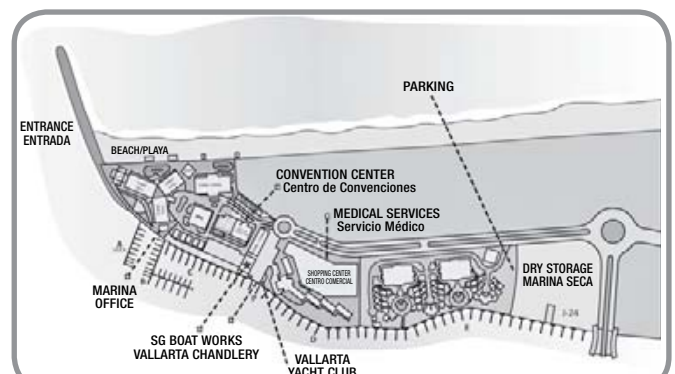 PARKING
ENTRANCE
ENTRADA
BEACH/PLAYA
CONVENTION CENTER
Centro de Convenciones
MEDICAL SERVICES
Servicio Médico
SHOPPING CENTER
CENTRO COMERCIAL
DRY STORAGE
MARINA SECA
MARINA
OFFICE
C
D
E
J-24
SG BOAT WORKS
VALLARTA CHANDLERY
VALLARTA
YACHT CLUB